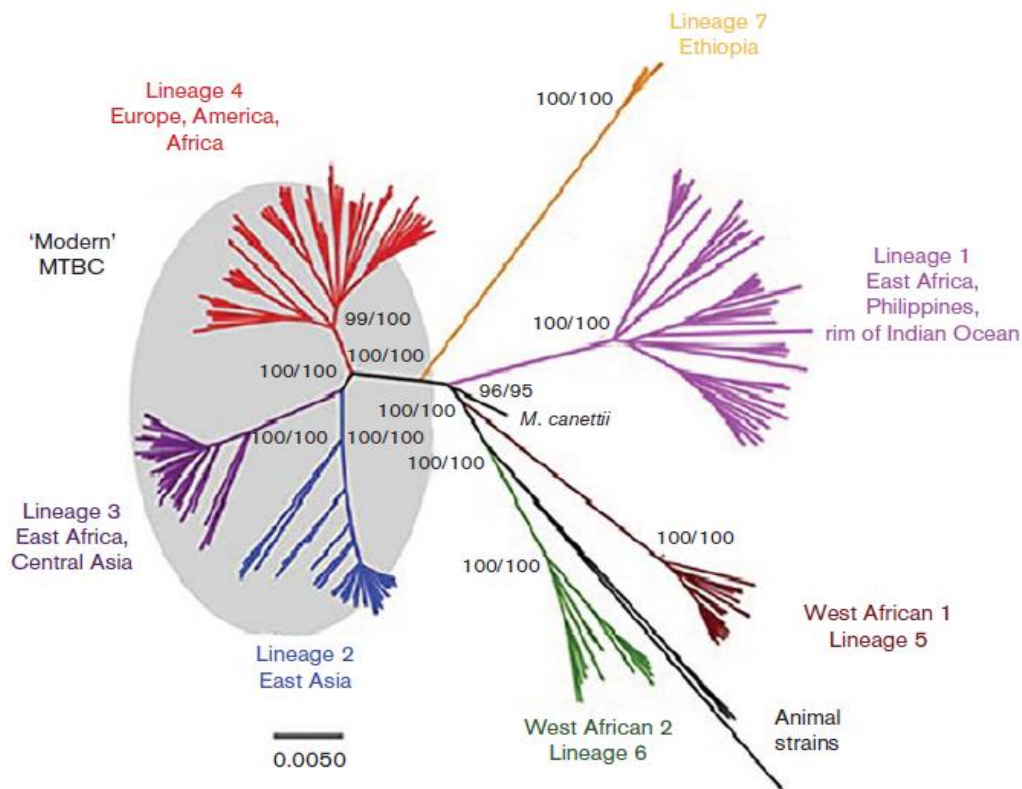 Lineage 7
Ethiopia
100/100
Lineage 4
Europe, America,
Africa
'Modern'
MTBC
Lineage 1
East Africa,
Philippines,
rim of Indian Ocean
99/100
100/100
100/100
100/100
96/95
M. canettii
100/100
100/100
100/100
100/100
Lineage 3
East Africa,
Central Asia
100/100
100/100
West African 1
Lineage 5
Lineage 2
East Asia
West African 2
Lineage 6
Animal
strains
0.0050